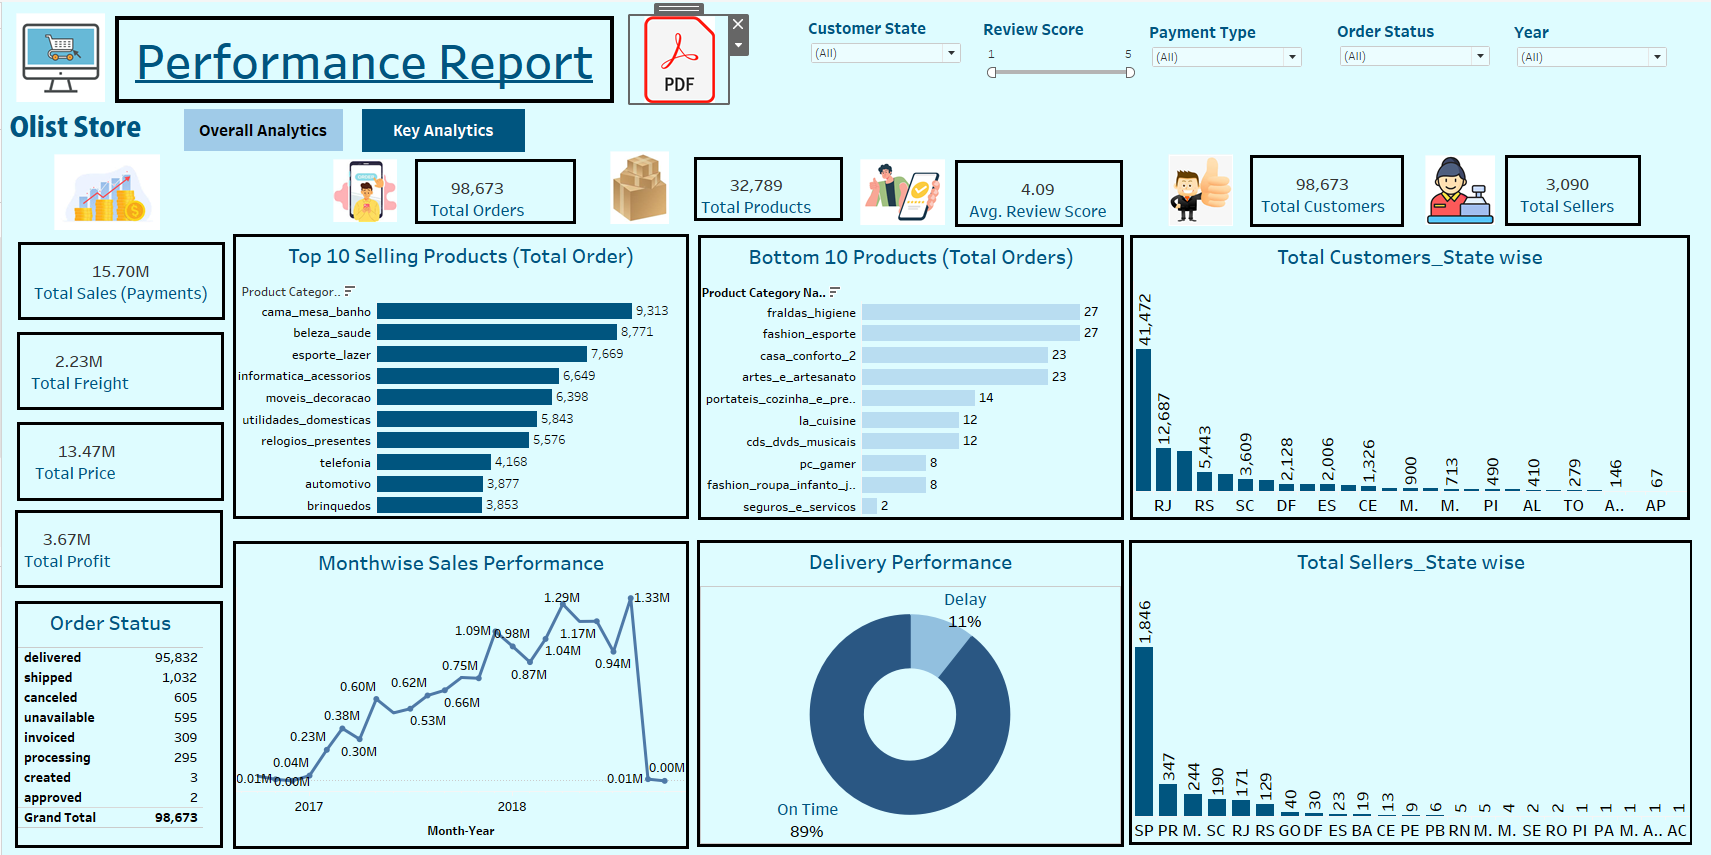 Performance Report
PDF
Customer State
(All)
Review Score
1 5
Payment Type
(All)
Order Status
(All)
Year
(All)
Olist Store
Overall Analytics
Key Analytics
98,673
Total Orders
32,789
Total Products
4.09
Avg. Review Score
98,673
Total Customers
3,090
Total Sellers
15.70M
Total Sales (Payments)
2.23M
Total Freight
13.47M
Total Price
3.67M
Total Profit
Order Status
delivered 95,832
shipped 1,032
canceled 605
unavailable 595
invoiced 309
processing 295
created 3
approved 2
Grand Total 98,673
Top 10 Selling Products (Total Order)
Product Categor..
cama_mesa_banho 9,313
beleza_saude 8,771
esporte_lazer 7,669
informatica_acessorios 6,649
moveis_decoracao 6,398
utilidades_domesticas 5,843
relogios_presentes 5,576
telefonia 4,168
automotivo 3,877
brinquedos 3,853
Bottom 10 Products (Total Orders)
Product Category Na..
fraldas_higiene 27
fashion_esporte 27
casa_conforto_2 23
artes_e_artesanato 23
portateis_cozinha_e_pre.. 14
la_cuisine 12
cds_dvds_musicais 12
pc_gamer 8
fashion_roupa_infanto_j.. 8
seguros_e_servicos 2
Total Customers_State wise
41,472 12,687 5,443 3,609 2,128 2,006 1,326 900 713 490 410 279 146 67
RJ RS SC DF ES CE M. M. PI AL TO A.. AP
Monthwise Sales Performance
0.01M 0.00M 0.04M 0.23M 0.38M 0.30M 0.60M 0.62M 0.53M 0.75M 0.66M 1.09M 0.98M 0.87M 1.04M 1.29M 1.17M 0.94M 1.33M 0.01M 0.00M
2017 2018
Month-Year
Delivery Performance
Delay
11%
On Time
89%
Total Sellers_State wise
1,846 347 244 190 171 129 40 30 23 19 13 9 6 5 5 4 2 2 1 1 1 1 1
SP PR M. SC RJ RS GO DF ES BA CE PE PB RN M. M. SE RO PI PA M. A.. AC